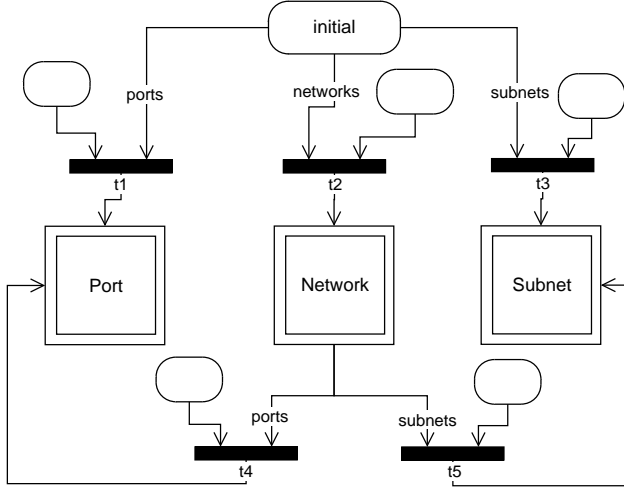 initial
ports
networks
subnets
t1
t2
t3
Port
Network
Subnet
ports
subnets
t4
t5